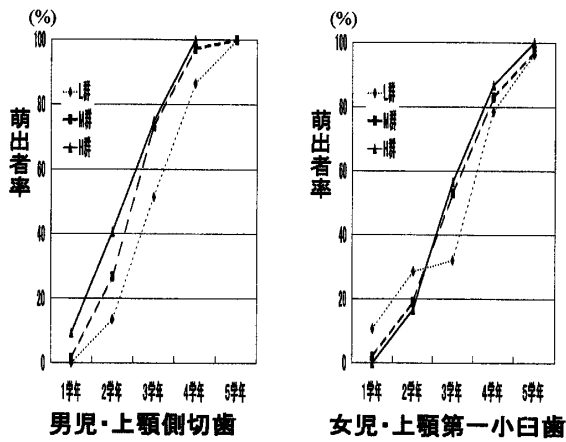 (%)
100
80
60
40
20
0
萌出者率
L群
M群
H群
1学年 2学年 3学年 4学年 5学年
男児・上顎側切歯
(%)
100
80
60
40
20
0
萌出者率
L群
M群
H群
1学年 2学年 3学年 4学年 5学年
女児・上顎第一小臼歯